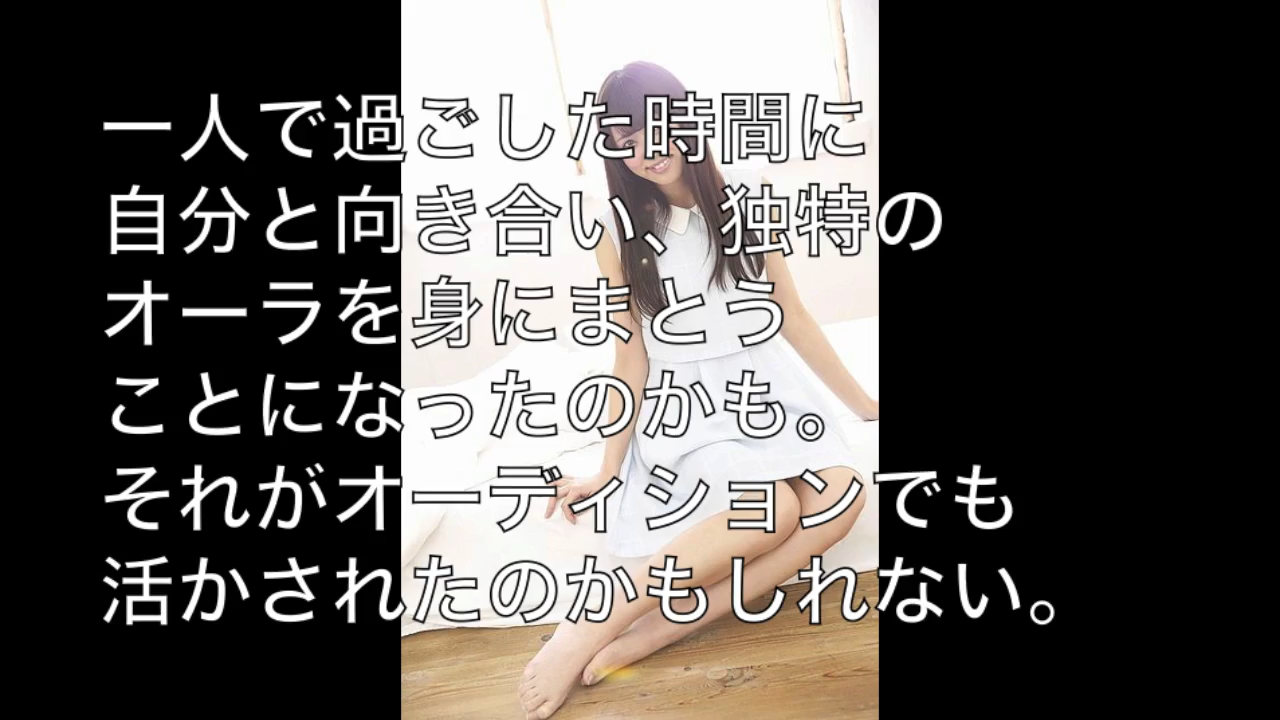 一人で過ごした時間に
自分と向き合い、独特の
オーラを身にまとう
ことになったのかも。
それがオーディションでも
活かされたのかもしれない。